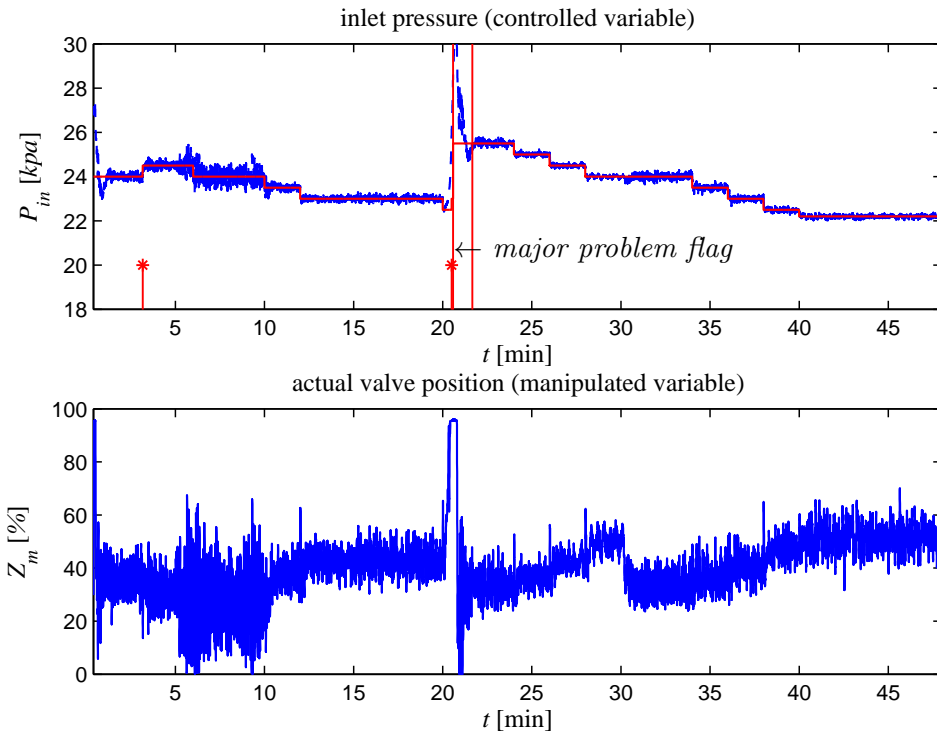 inlet pressure (controlled variable)
30
28
26
24
22
20
18
P_in [kpa]
← major problem flag
5 10 15 20 25 30 35 40 45
t [min]
actual valve position (manipulated variable)
100
80
60
40
20
0
Z_m [%]
5 10 15 20 25 30 35 40 45
t [min]